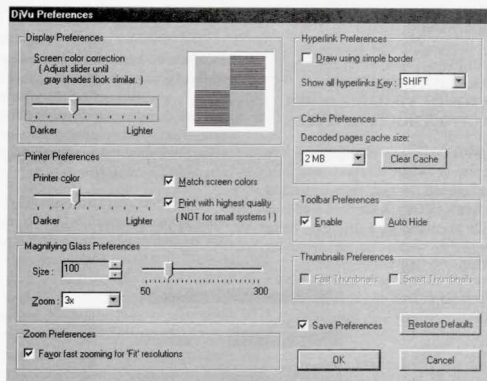 DjVu Preferences
Display Preferences
Screen color correction
( Adjust slider until
gray shades look similar. )
Darker Lighter
Printer Preferences
Printer color
Darker Lighter
Match screen colors
Print with highest quality
( NOT for small systems ! )
Magnifying Glass Preferences
Size : 100
Zoom : 3x
50 300
Zoom Preferences
Favor fast zooming for 'Fit' resolutions
Hyperlink Preferences
Draw using simple border
Show all hyperlinks Key : SHIFT
Cache Preferences
Decoded pages cache size:
2 MB Clear Cache
Toolbar Preferences
Enable Auto Hide
Thumbnails Preferences
Fast Thumbnails Smart Thumbnails
Save Preferences Restore Defaults
OK Cancel